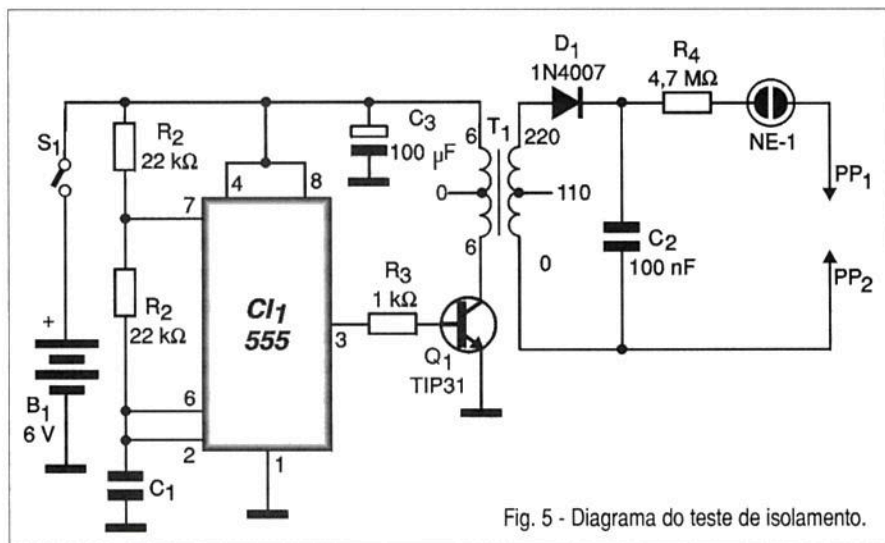 D1
1N4007
R4
4,7 MΩ
NE-1
S1
R2
22 kΩ
C3
100 µF
6
T1
220
4
8
7
0
110
PP1
R2
22 kΩ
CI1
555
R3
1 kΩ
6
0
C2
100 nF
PP2
+
B1
6 V
3
Q1
TIP31
6
2
1
C1
Fig. 5 - Diagrama do teste de isolamento.